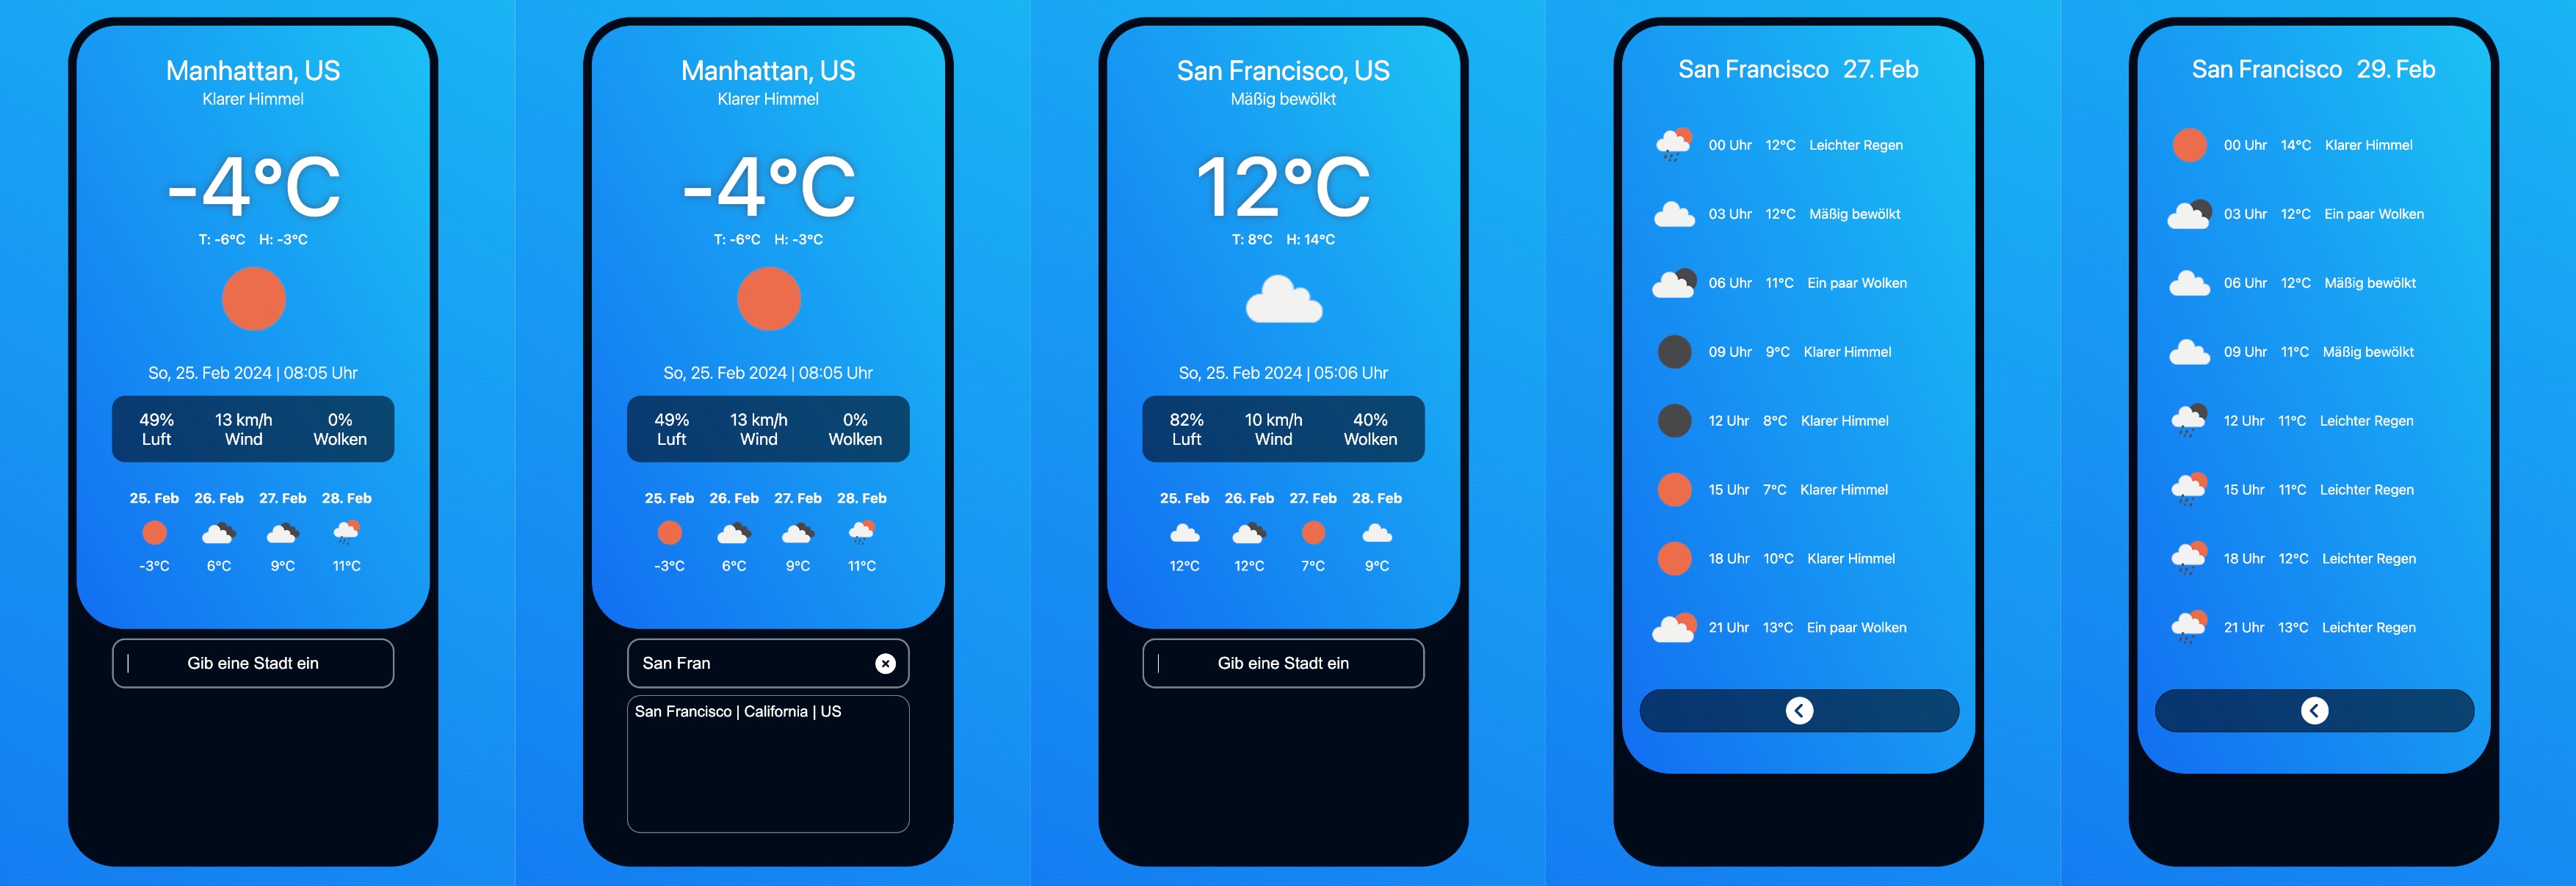 Manhattan, US
Klarer Himmel
-4°C
T: -6°C H: -3°C
So, 25. Feb 2024 | 08:05 Uhr
49% 13 km/h 0%
Luft Wind Wolken
25. Feb 26. Feb 27. Feb 28. Feb
-3°C 6°C 9°C 11°C
Gib eine Stadt ein
Manhattan, US
Klarer Himmel
-4°C
T: -6°C H: -3°C
So, 25. Feb 2024 | 08:05 Uhr
49% 13 km/h 0%
Luft Wind Wolken
25. Feb 26. Feb 27. Feb 28. Feb
-3°C 6°C 9°C 11°C
San Fran
San Francisco | California | US
San Francisco, US
Mäßig bewölkt
12°C
T: 8°C H: 14°C
So, 25. Feb 2024 | 05:06 Uhr
82% 10 km/h 40%
Luft Wind Wolken
25. Feb 26. Feb 27. Feb 28. Feb
12°C 12°C 7°C 9°C
Gib eine Stadt ein
San Francisco 27. Feb
00 Uhr 12°C Leichter Regen
03 Uhr 12°C Mäßig bewölkt
06 Uhr 11°C Ein paar Wolken
09 Uhr 9°C Klarer Himmel
12 Uhr 8°C Klarer Himmel
15 Uhr 7°C Klarer Himmel
18 Uhr 10°C Klarer Himmel
21 Uhr 13°C Ein paar Wolken
San Francisco 29. Feb
00 Uhr 14°C Klarer Himmel
03 Uhr 12°C Ein paar Wolken
06 Uhr 12°C Mäßig bewölkt
09 Uhr 11°C Mäßig bewölkt
12 Uhr 11°C Leichter Regen
15 Uhr 11°C Leichter Regen
18 Uhr 12°C Leichter Regen
21 Uhr 13°C Leichter Regen